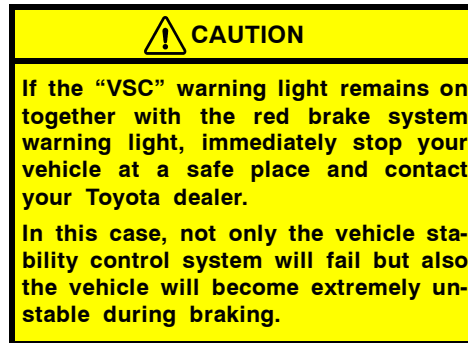 CAUTION
If the “VSC” warning light remains on
together with the red brake system
warning light, immediately stop your
vehicle at a safe place and contact
your Toyota dealer.
In this case, not only the vehicle sta-
bility control system will fail but also
the vehicle will become extremely un-
stable during braking.